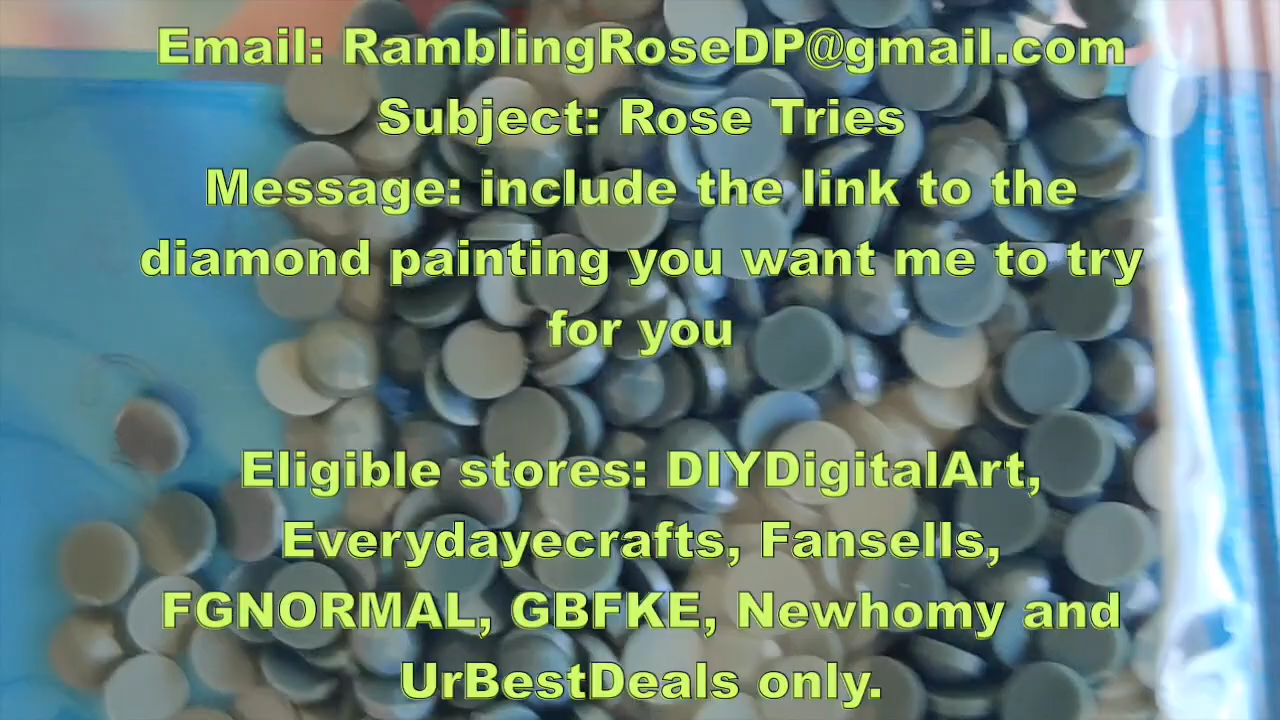 Email: RamblingRoseDP@gmail.com
Subject: Rose Tries
Message: include the link to the
diamond painting you want me to try
for you
Eligible stores: DIYDigitalArt,
Everydayecrafts, Fansells,
FGNORMAL, GBFKE, Newhomy and
UrBestDeals only.